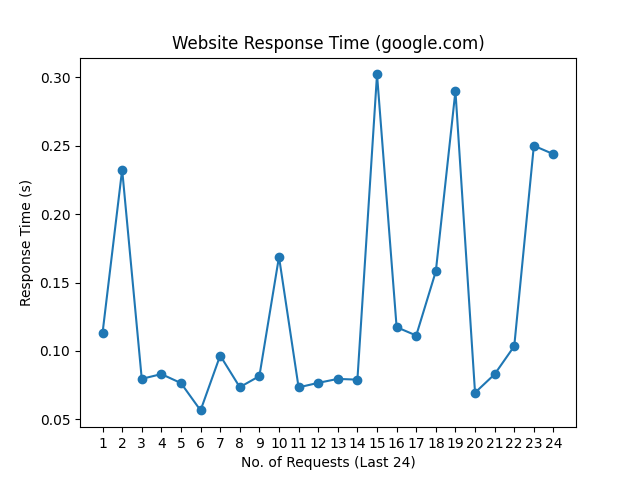 Website Response Time (google.com)
0.30
0.25
0.20
0.15
0.10
0.05
Response Time (s)
1 2 3 4 5 6 7 8 9 10 11 12 13 14 15 16 17 18 19 20 21 22 23 24
No. of Requests (Last 24)